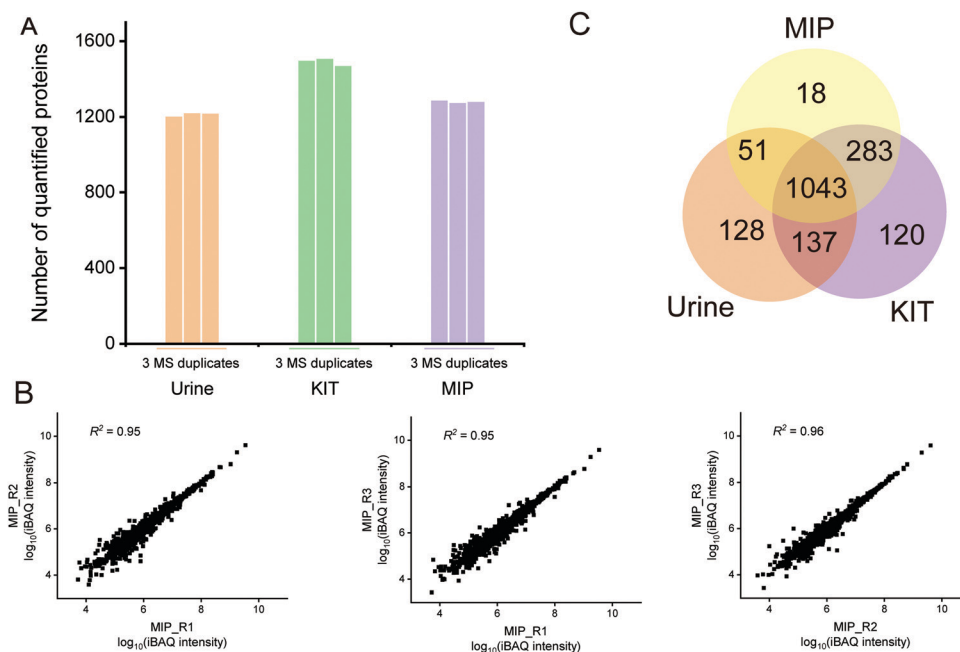 A
Number of quantified proteins
1600
1200
800
400
0
3 MS duplicates
3 MS duplicates
3 MS duplicates
Urine
KIT
MIP
C
MIP
18
51
283
1043
128
137
120
Urine
KIT
B
R² = 0.95
MIP_R2
log₁₀(iBAQ intensity)
10
8
6
4
4
6
8
10
MIP_R1
log₁₀(iBAQ intensity)
R² = 0.95
MIP_R3
log₁₀(iBAQ intensity)
10
8
6
4
4
6
8
10
MIP_R1
log₁₀(iBAQ intensity)
R² = 0.96
MIP_R3
log₁₀(iBAQ intensity)
10
8
6
4
4
6
8
10
MIP_R2
log₁₀(iBAQ intensity)